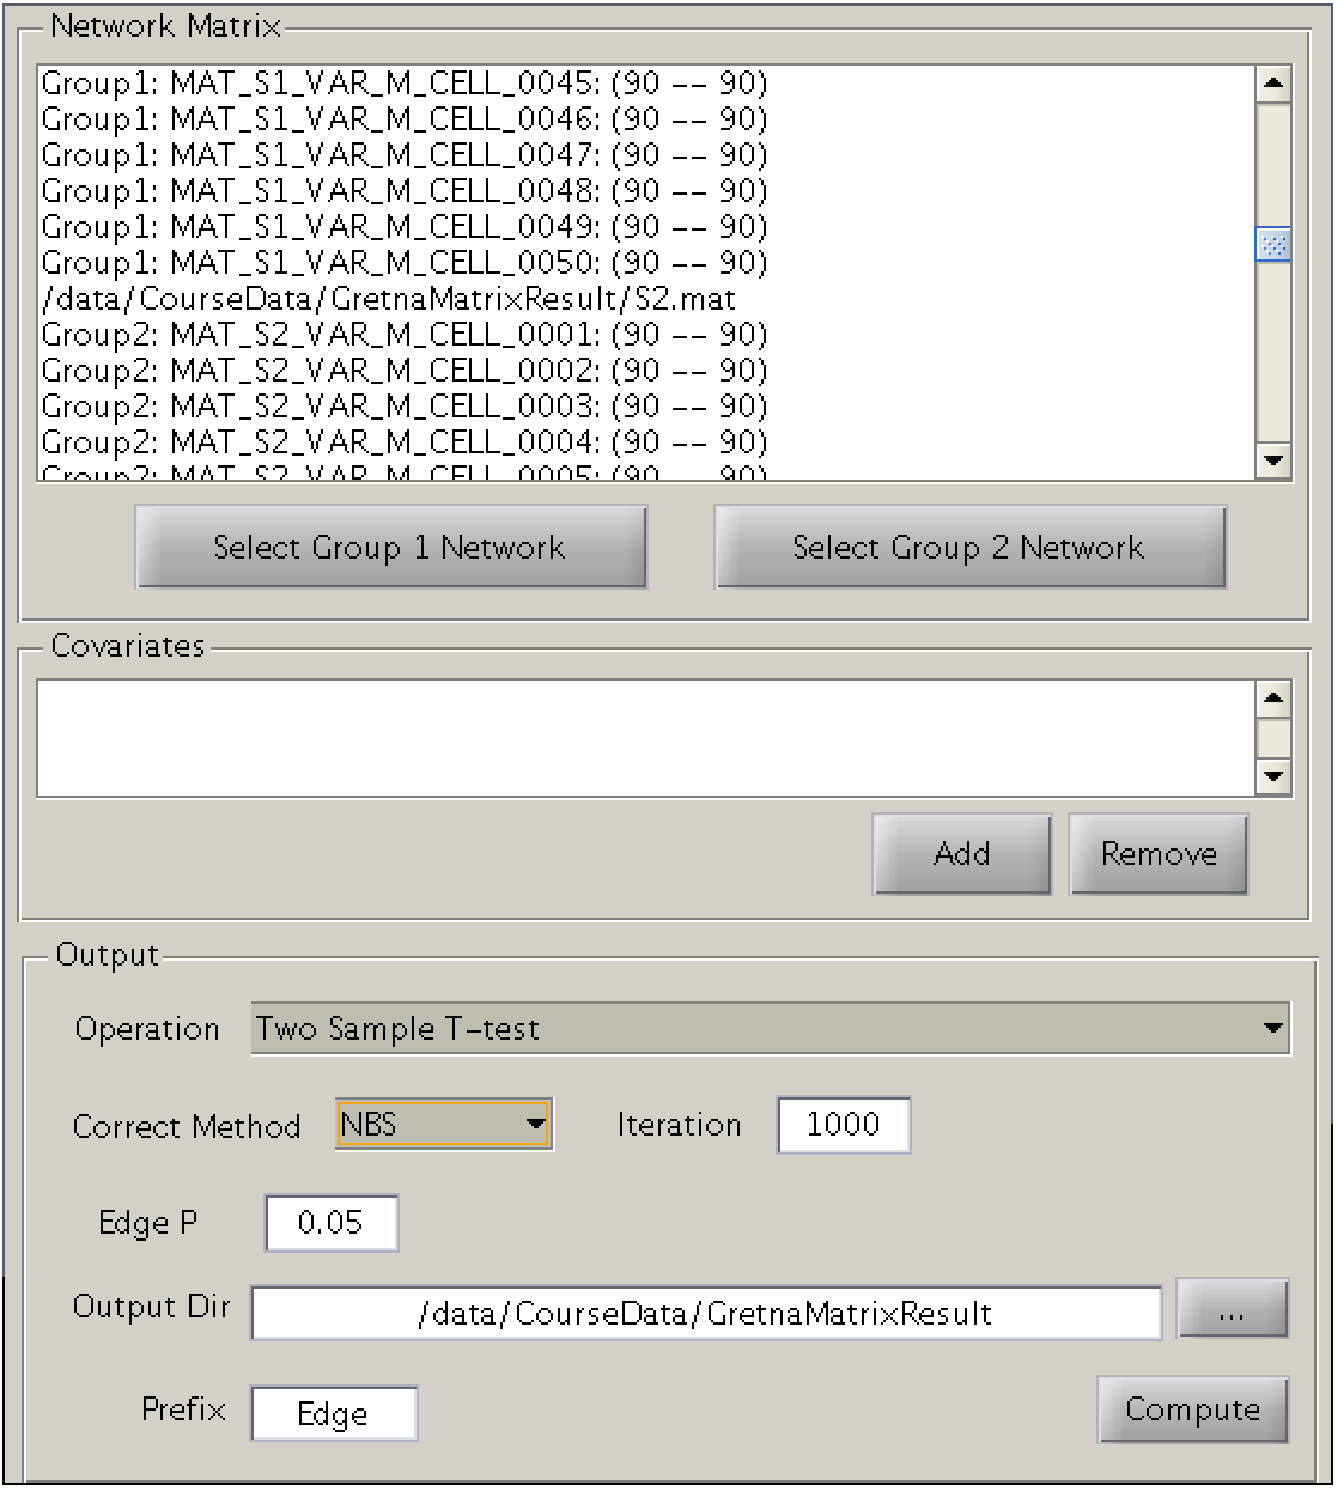 Network Matrix
Group1: MAT_S1_VAR_M_CELL_0045: (90 -- 90)
Group1: MAT_S1_VAR_M_CELL_0046: (90 -- 90)
Group1: MAT_S1_VAR_M_CELL_0047: (90 -- 90)
Group1: MAT_S1_VAR_M_CELL_0048: (90 -- 90)
Group1: MAT_S1_VAR_M_CELL_0049: (90 -- 90)
Group1: MAT_S1_VAR_M_CELL_0050: (90 -- 90)
/data/CourseData/GretnaMatrixResult/S2.mat
Group2: MAT_S2_VAR_M_CELL_0001: (90 -- 90)
Group2: MAT_S2_VAR_M_CELL_0002: (90 -- 90)
Group2: MAT_S2_VAR_M_CELL_0003: (90 -- 90)
Group2: MAT_S2_VAR_M_CELL_0004: (90 -- 90)
Group2: MAT_S2_VAR_M_CELL_0005: (90 -- 90)
Select Group 1 Network Select Group 2 Network
Covariates
Add Remove
Output
Operation Two Sample T-test
Correct Method NBS Iteration 1000
Edge P 0.05
Output Dir /data/CourseData/GretnaMatrixResult ...
Prefix Edge Compute